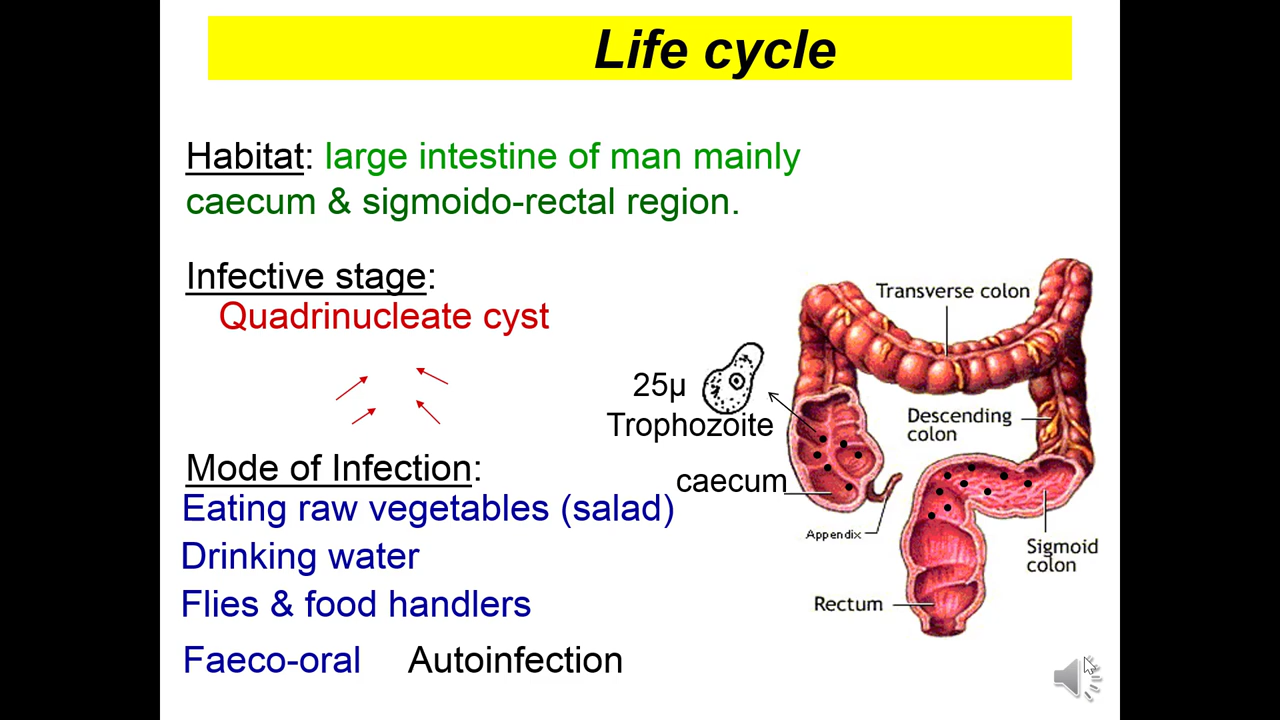 Life cycle
Habitat: large intestine of man mainly
caecum & sigmoido-rectal region.
Infective stage:
Quadrinucleate cyst
Mode of Infection:
Eating raw vegetables (salad)
Drinking water
Flies & food handlers
Faeco-oral Autoinfection
25µ
Trophozoite
caecum
Transverse colon
Descending
colon
Appendix
Sigmoid
colon
Rectum